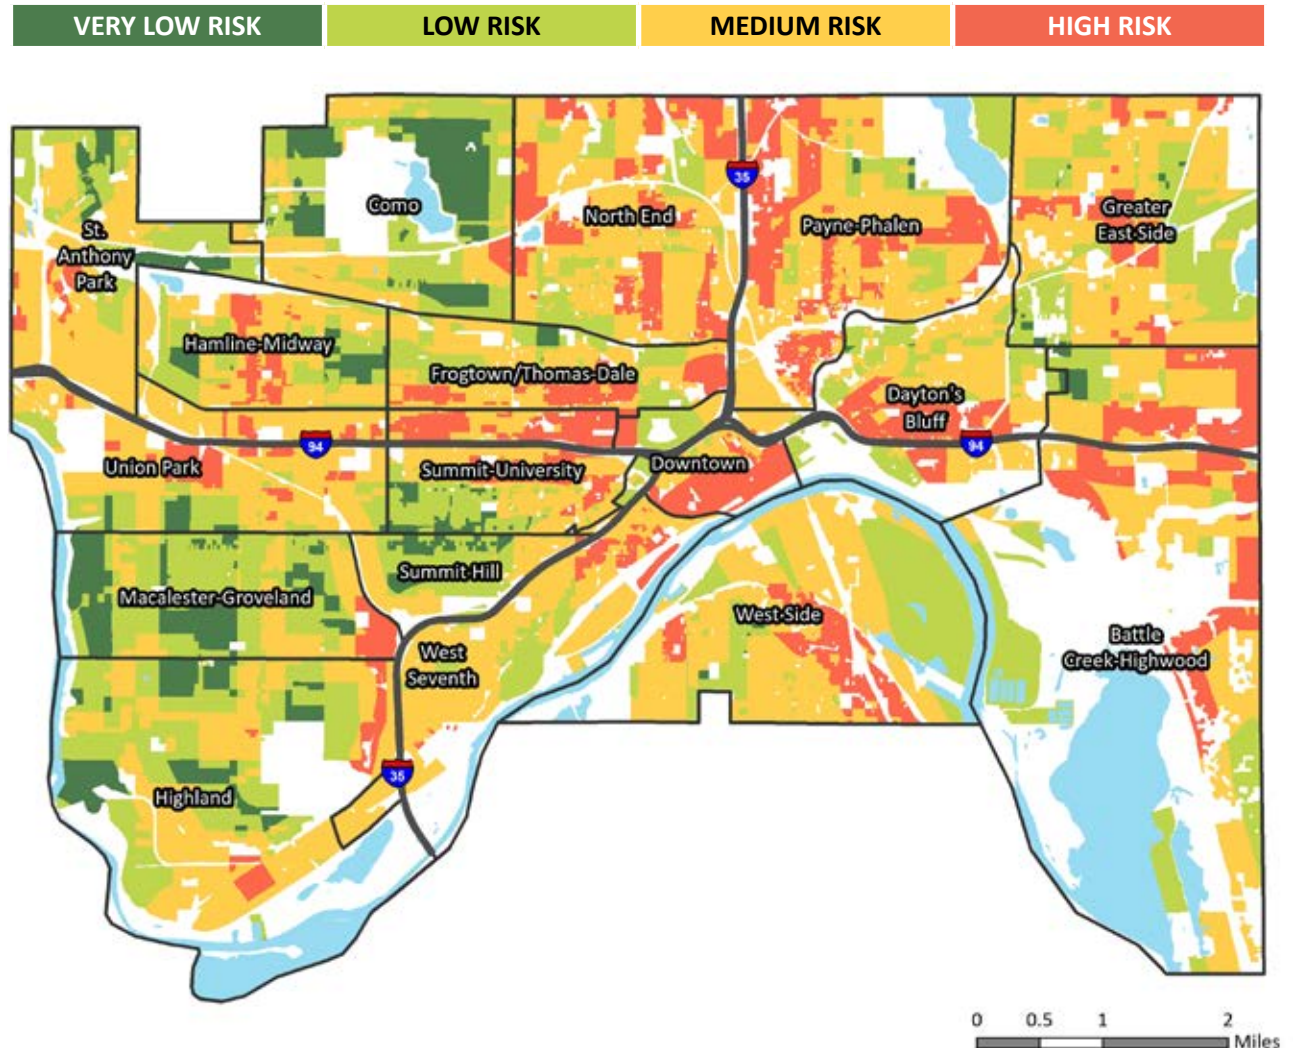 VERY LOW RISK LOW RISK MEDIUM RISK HIGH RISK
35
Como
North End
Payne-Phalen
Greater
East-Side
St.
Anthony
Park
Hamline-Midway
Frogtown/Thomas-Dale
Dayton's
Bluff
94
94
Union Park
Summit-University
Downtown
Summit-Hill
Macalester-Groveland
West-Side
West
Seventh
Battle
Creek-Highwood
35
Highland
0 0.5 1 2
Miles